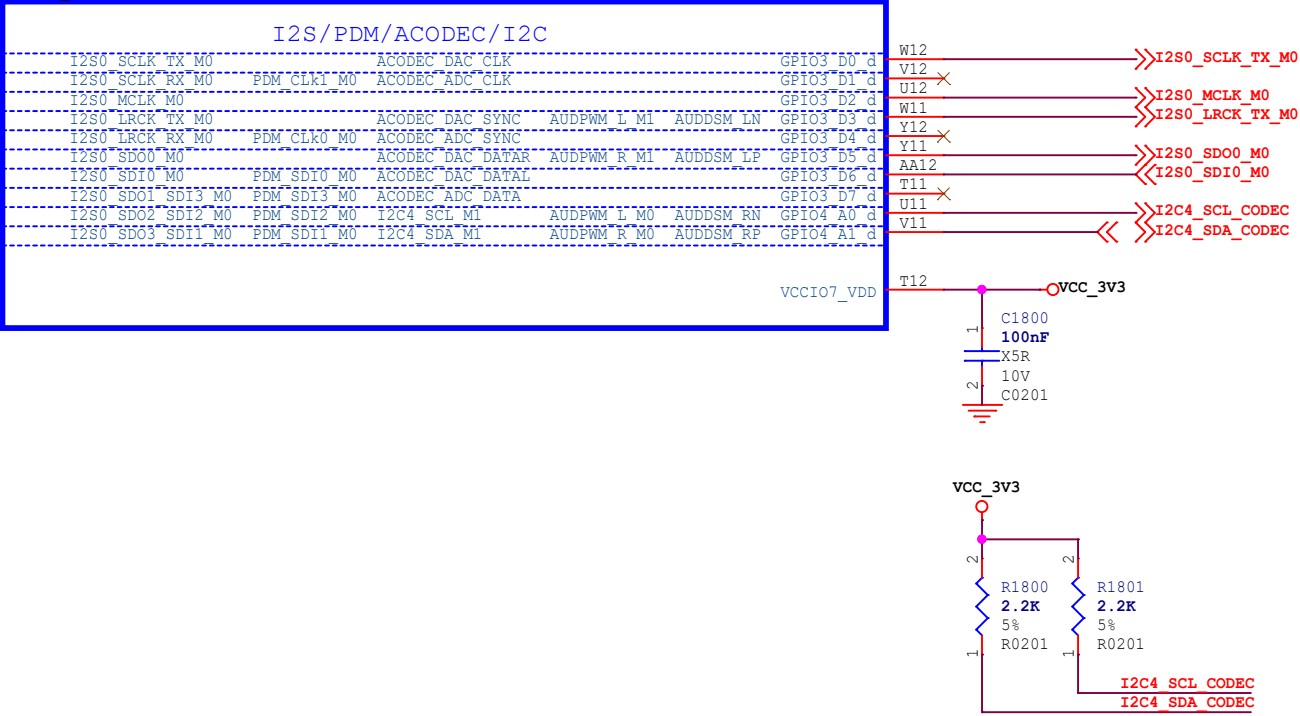 I2S/PDM/ACODEC/I2C
I2S0_SCLK_TX_M0 ACODEC_DAC_CLK GPIO3_D0_d W12 I2S0_SCLK_TX_M0
I2S0_SCLK_RX_M0 PDM_CLk1_M0 ACODEC_ADC_CLK GPIO3_D1_d V12
I2S0_MCLK_M0 GPIO3_D2_d U12 I2S0_MCLK_M0
I2S0_LRCK_TX_M0 ACODEC_DAC_SYNC AUDPWM_L_M1 AUDDSM_LN GPIO3_D3_d W11 I2S0_LRCK_TX_M0
I2S0_LRCK_RX_M0 PDM_CLk0_M0 ACODEC_ADC_SYNC GPIO3_D4_d Y12
I2S0_SDO0_M0 ACODEC_DAC_DATAR AUDPWM_R_M1 AUDDSM_LP GPIO3_D5_d Y11 I2S0_SDO0_M0
I2S0_SDI0_M0 PDM_SDI0_M0 ACODEC_DAC_DATAL GPIO3_D6_d AA12 I2S0_SDI0_M0
I2S0_SDO1_SDI3_M0 PDM_SDI3_M0 ACODEC_ADC_DATA GPIO3_D7_d T11
I2S0_SDO2_SDI2_M0 PDM_SDI2_M0 I2C4_SCL_M1 AUDPWM_L_M0 AUDDSM_RN GPIO4_A0_d U11 I2C4_SCL_CODEC
I2S0_SDO3_SDI1_M0 PDM_SDI1_M0 I2C4_SDA_M1 AUDPWM_R_M0 AUDDSM_RP GPIO4_A1_d V11 I2C4_SDA_CODEC
VCCIO7_VDD T12 VCC_3V3
C1800
1 100nF
X5R
10V
2 C0201
VCC_3V3
2 2
R1800 R1801
2.2K 2.2K
5% 5%
R0201 R0201
1 1
I2C4_SCL_CODEC
I2C4_SDA_CODEC